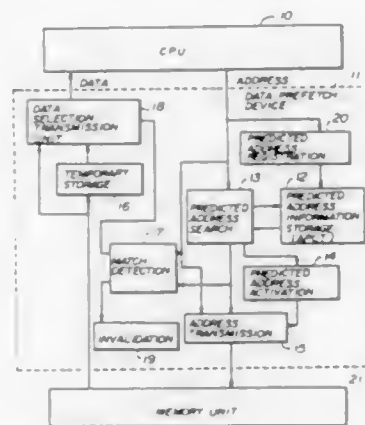 10
CPU
DATA
ADDRESS
11
DATA PREFETCH
DEVICE
DATA
SELECTION
TRANSMISSION
18
20
PREDICTED
ADDRESS
TEMPORARY
STORAGE
16
13
12
PREDICTED
ADDRESS
SEARCH
PREDICTED
ADDRESS
INFORMATION
STORAGE
17
MATCH
DETECTION
14
PREDICTED
ADDRESS
ACTIVATION
INVALIDATION
19
ADDRESS
TRANSMISSION
15
21
MEMORY UNIT